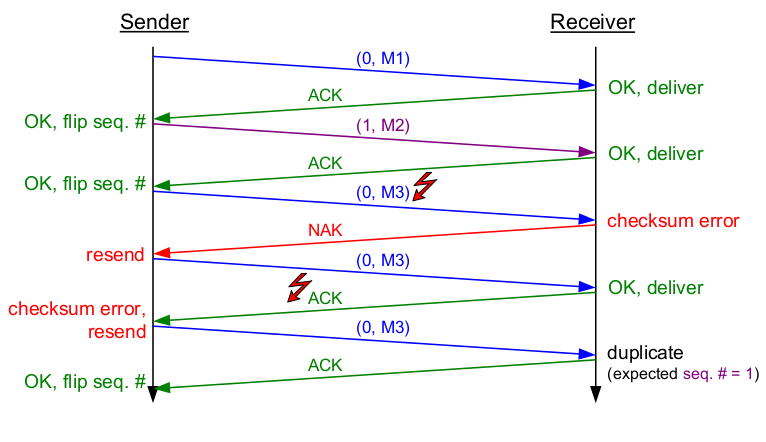 Sender
Receiver
(0, M1)
OK, deliver
ACK
OK, flip seq. #
(1, M2)
OK, deliver
ACK
OK, flip seq. #
(0, M3)
checksum error
NAK
resend
(0, M3)
OK, deliver
ACK
checksum error,
resend
(0, M3)
duplicate
(expected seq. # = 1)
ACK
OK, flip seq. #